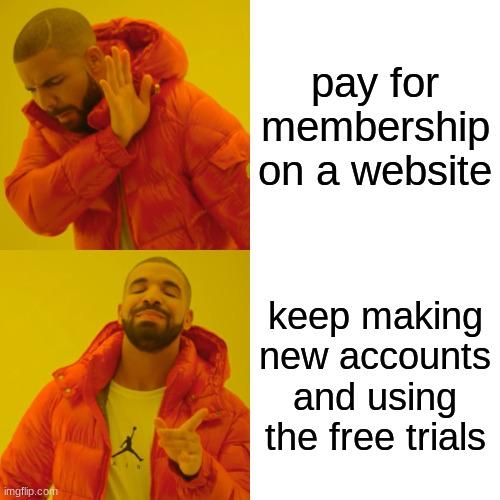 pay for
membership
on a website
keep making
new accounts
and using
the free trials
imgflip.com